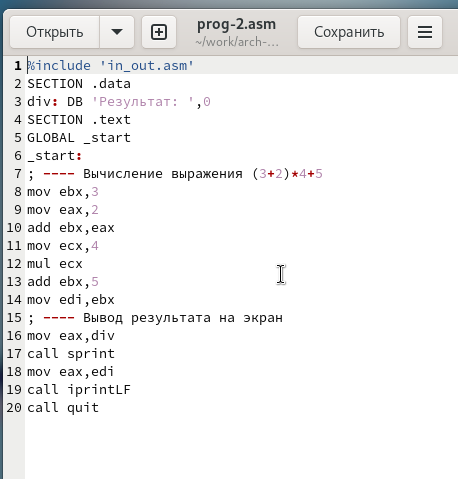 Открыть
prog-2.asm
~/work/arch-...
Сохранить
1 %include 'in_out.asm'
2 SECTION .data
3 div: DB 'Результат: ',0
4 SECTION .text
5 GLOBAL _start
6 _start:
7 ; ---- Вычисление выражения (3+2)*4+5
8 mov ebx,3
9 mov eax,2
10 add ebx,eax
11 mov ecx,4
12 mul ecx
13 add ebx,5
14 mov edi,ebx
15 ; ---- Вывод результата на экран
16 mov eax,div
17 call sprint
18 mov eax,edi
19 call iprintLF
20 call quit